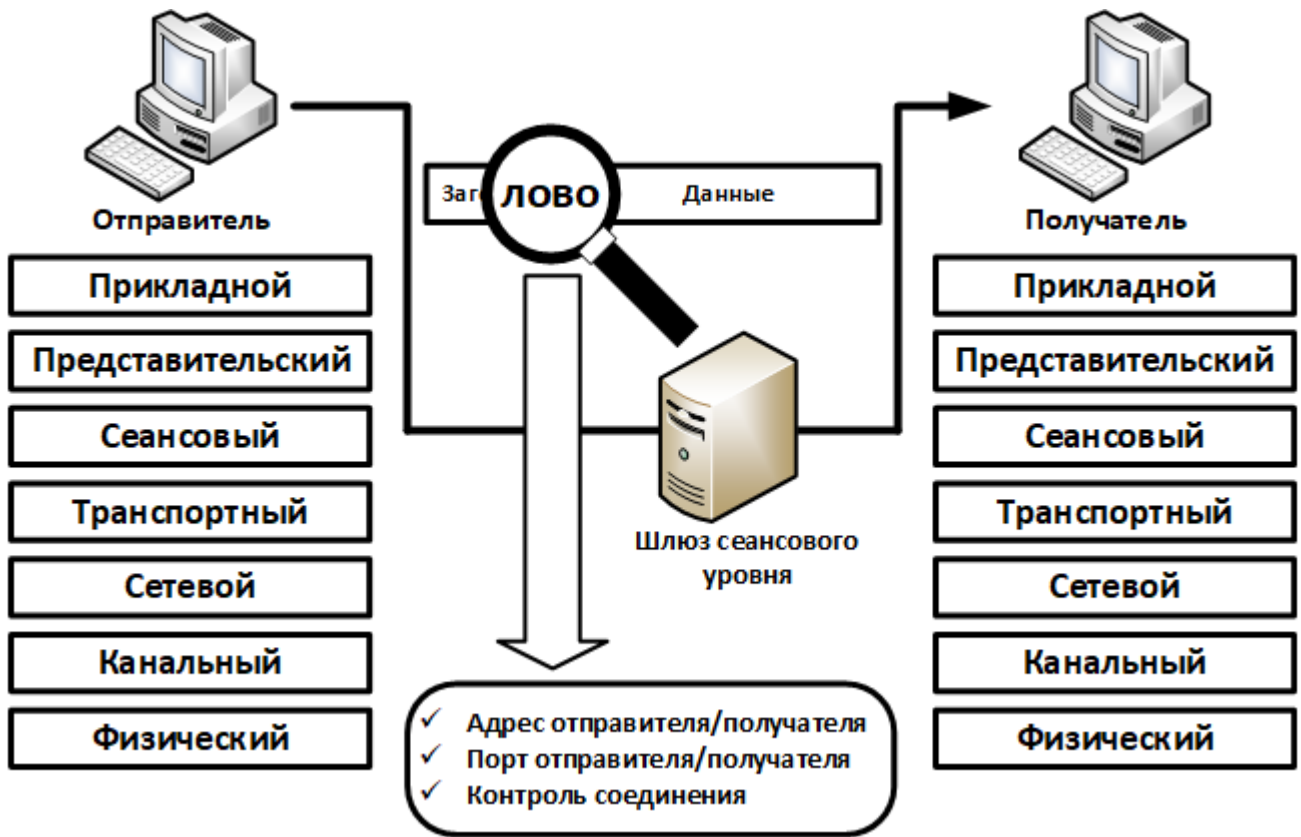 Заг
ЛОВО
Данные
Отправитель
Получатель
Прикладной
Представительский
Сеансовый
Транспортный
Сетевой
Канальный
Физический
Шлюз сеансового
уровня
Адрес отправителя/получателя
Порт отправителя/получателя
Контроль соединения
Прикладной
Представительский
Сеансовый
Транспортный
Сетевой
Канальный
Физический